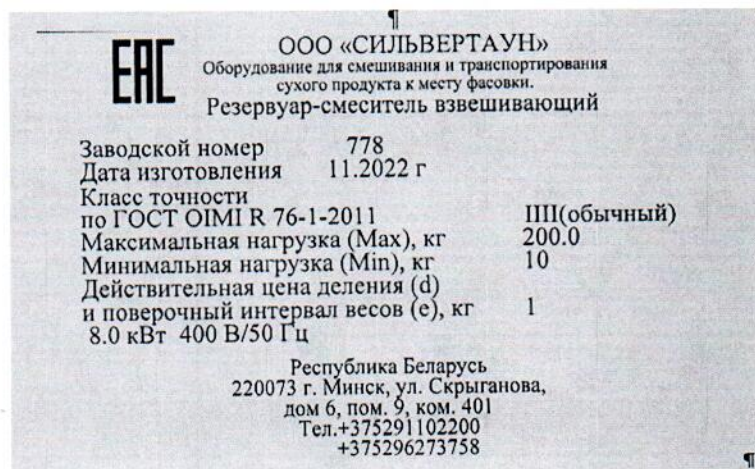 ¶
EAC
ООО «СИЛЬВЕРТАУН»
Оборудование для смешивания и транспортирования
сухого продукта к месту фасовки.
Резервуар-смеситель взвешивающий
Заводской номер 778
Дата изготовления 11.2022 г
Класс точности
по ГОСТ OIMI R 76-1-2011 IIII(обычный)
Максимальная нагрузка (Max), кг 200.0
Минимальная нагрузка (Min), кг 10
Действительная цена деления (d)
и поверочный интервал весов (e), кг 1
8.0 кВт 400 В/50 Гц
Республика Беларусь
220073 г. Минск, ул. Скрыганова,
дом 6, пом. 9, ком. 401
Тел.+375291102200
+375296273758
¶